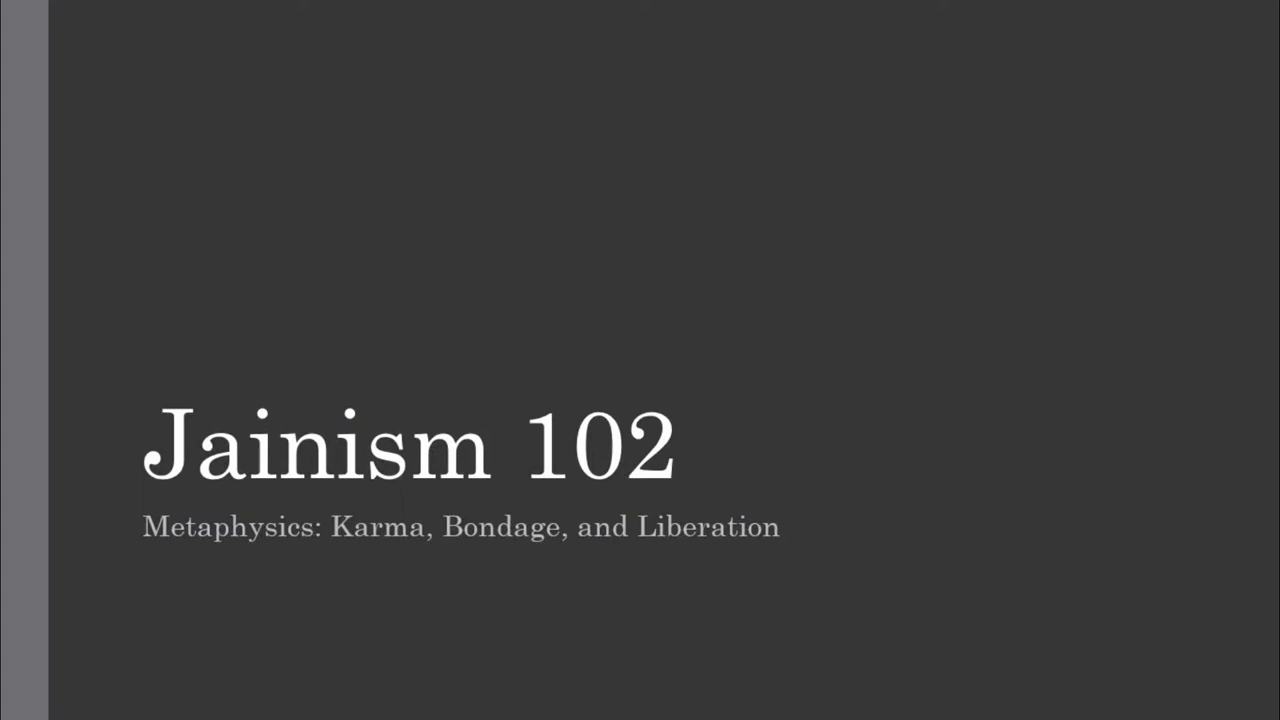 Jainism 102
Metaphysics: Karma, Bondage, and Liberation